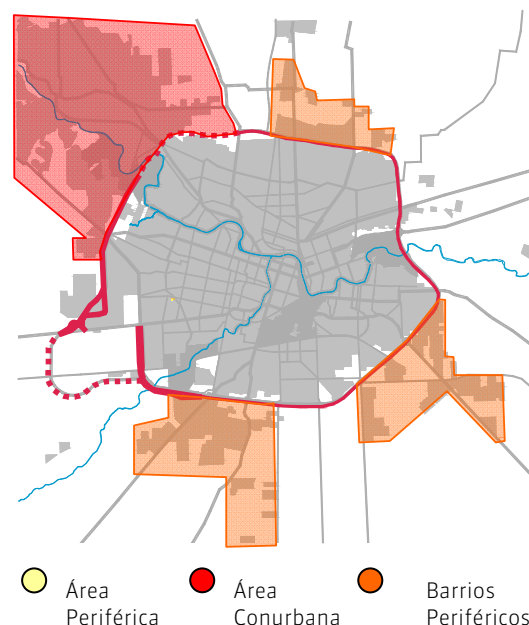 Área
Periférica
Área
Conurbana
Barrios
Periféricos